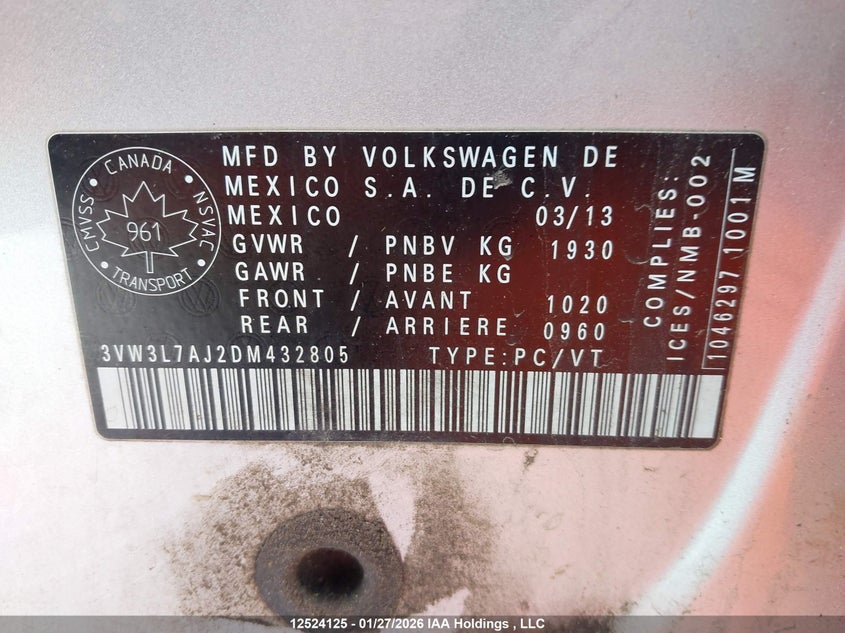 CANADA
CMVSS
NSVAC
961
TRANSPORT
MFD BY VOLKSWAGEN DE
MEXICO S.A. DE C.V.
MEXICO 03/13
GVWR / PNBV KG 1930
GAWR / PNBE KG
FRONT / AVANT 1020
REAR / ARRIERE 0960
3VW3L7AJ2DM432805 TYPE:PC/VT
COMPLIES:
ICES/NMB-002
1046297 1001M
12524125 - 01/27/2026 IAA Holdings , LLC